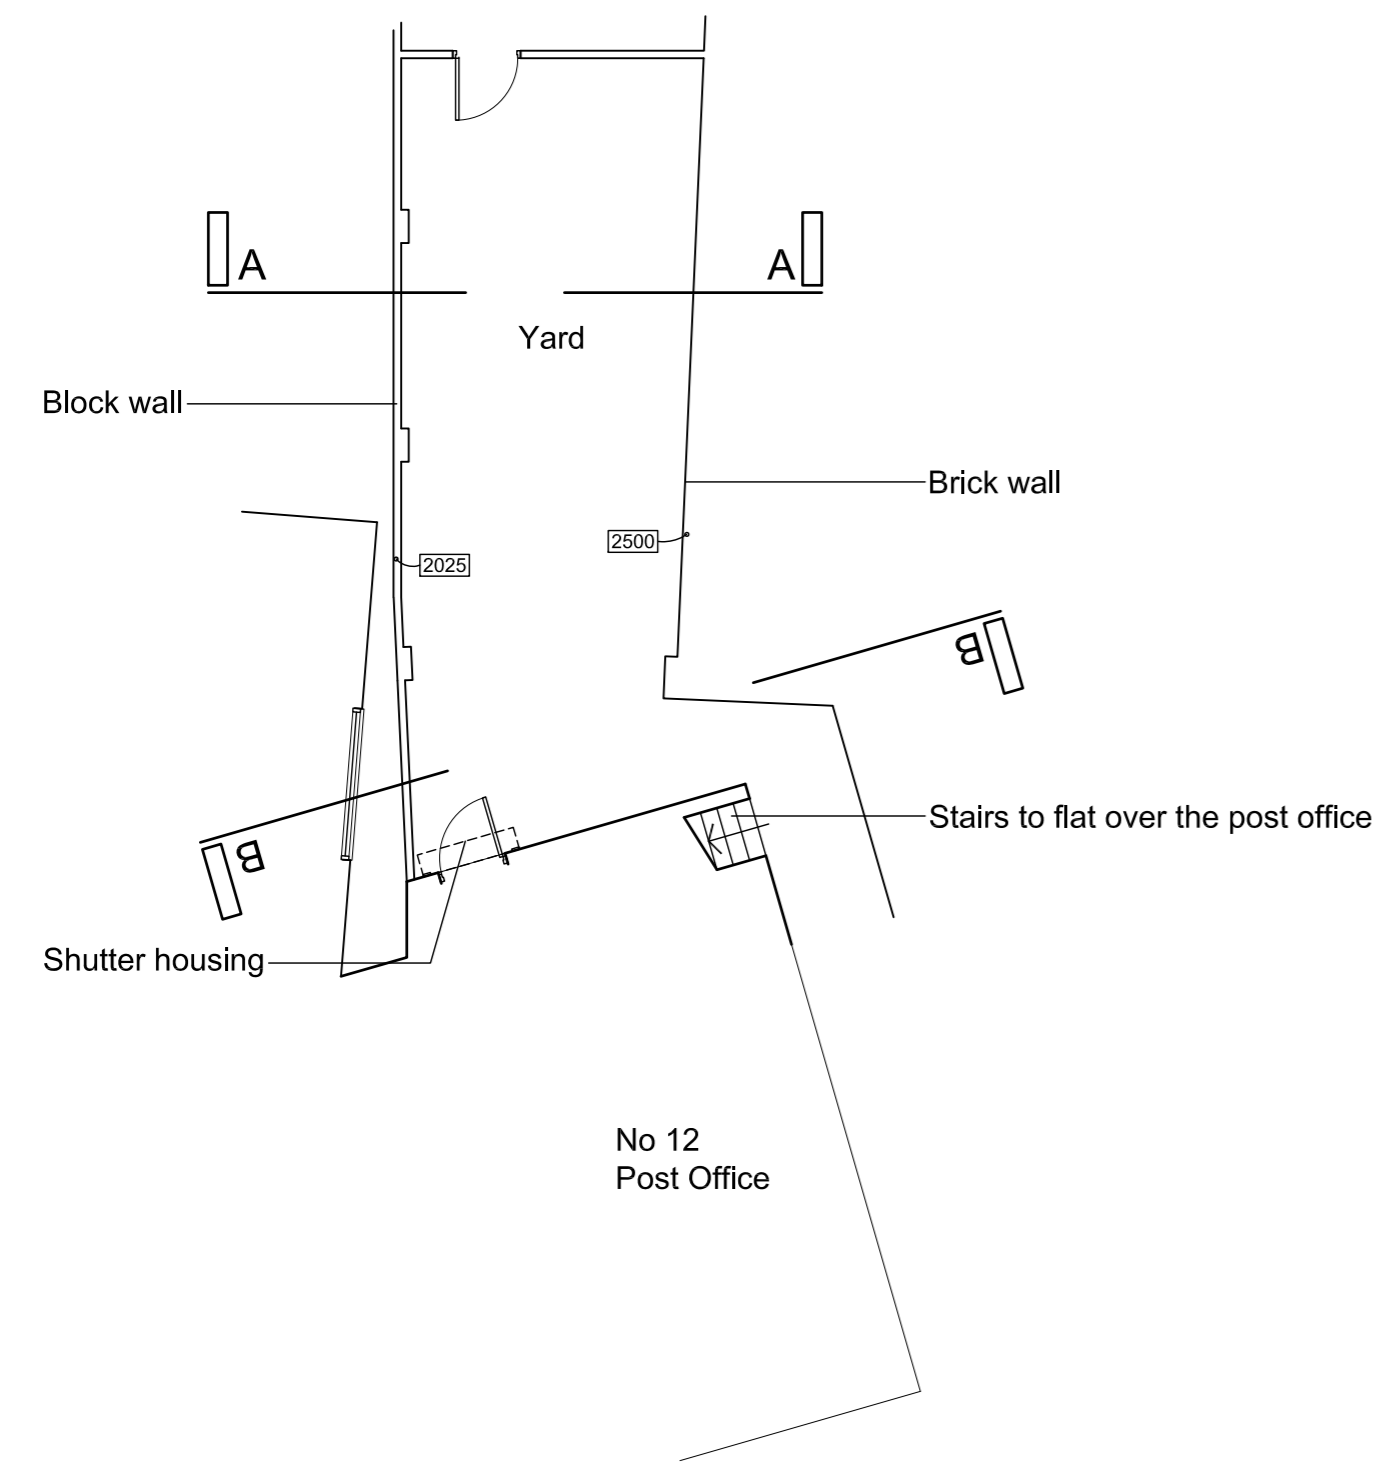 A
A
Yard
Block wall
Brick wall
2500
2025
B
B
Stairs to flat over the post office
Shutter housing
No 12
Post Office